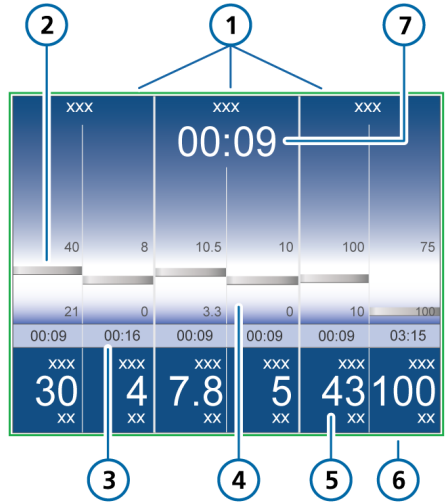 2 1 7
xxx xxx xxx
00:09
40 8 10.5 10 100 75
21 0 3.3 0 10 100
00:09 00:16 00:09 00:09 00:09 03:15
xxx xxx xxx xxx xxx xxx
30 4 7.8 5 43 100
xx xx xx xx xx xx
3 4 5 6